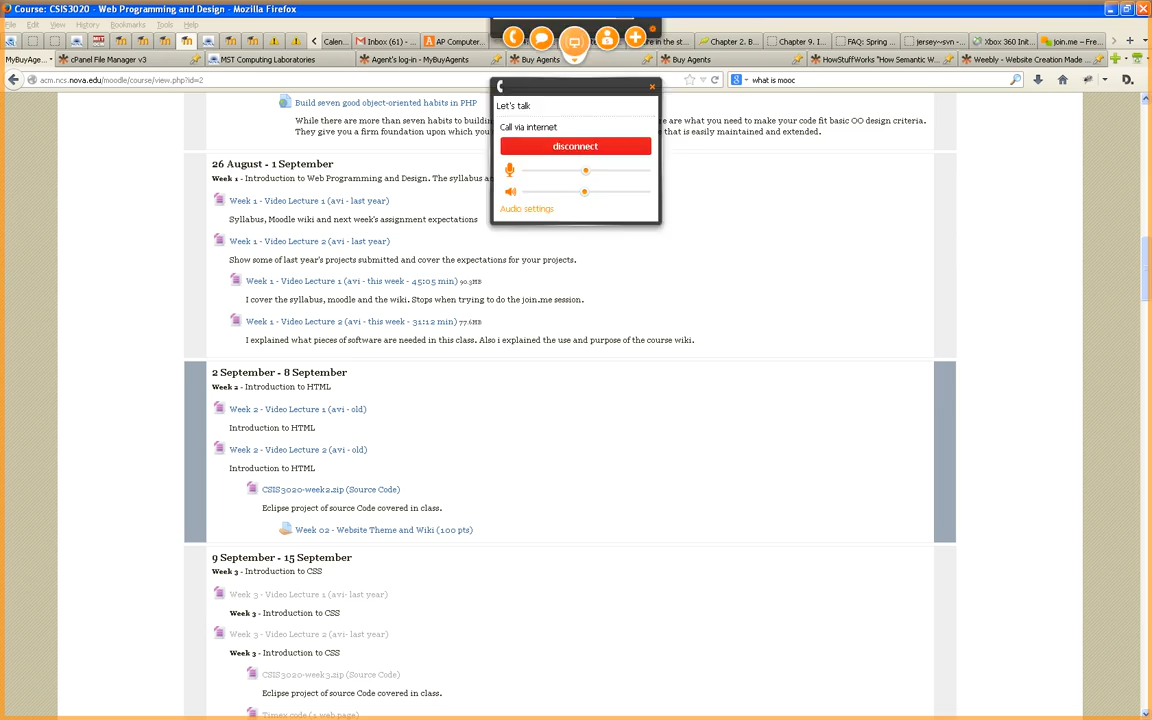 Course: CSIS3020 - Web Programming and Design - Mozilla Firefox
File Edit View History Bookmarks Tools Help
Calen... Inbox (61) - ... AP Computer... re in the st... Chapter 2. B... Chapter 9. I... FAQ: Spring ... jersey~svn) ... Xbox 360 Init... join.me – Fr...
MyBuyAge... cPanel File Manager v3 MST Computing Laboratories Agent's log-in - MyBuyAgents Buy Agents Buy Agents HowStuffWorks "How Semantic W... Weebly - Website Creation Made ...
acm.ncs.nova.edu/moodle/course/view.php?id=2 what is mooc
Let's talk
Call via internet
disconnect
Audio settings
Build seven good object-oriented habits in PHP
While there are more than seven habits to building are what you need to make your code fit basic OO design criteria.
They give you a firm foundation upon which you that is easily maintained and extended.
26 August - 1 September
Week 1 - Introduction to Web Programming and Design. The syllabus an
Week 1 - Video Lecture 1 (avi - last year)
Syllabus, Moodle wiki and next week's assignment expectations
Week 1 - Video Lecture 2 (avi - last year)
Show some of last year's projects submitted and cover the expectations for your projects.
Week 1 - Video Lecture 1 (avi - this week - 45:05 min) 90.3MB
I cover the syllabus, moodle and the wiki. Stops when trying to do the join.me session.
Week 1 - Video Lecture 2 (avi - this week - 31:12 min) 77.6MB
I explained what pieces of software are needed in this class. Also i explained the use and purpose of the course wiki.
2 September - 8 September
Week 2 - Introduction to HTML
Week 2 - Video Lecture 1 (avi - old)
Introduction to HTML
Week 2 - Video Lecture 2 (avi - old)
Introduction to HTML
CSIS3020-week2.zip (Source Code)
Eclipse project of source Code covered in class.
Week 02 - Website Theme and Wiki (100 pts)
9 September - 15 September
Week 3 - Introduction to CSS
Week 3 - Video Lecture 1 (avi- last year)
Week 3 - Introduction to CSS
Week 3 - Video Lecture 2 (avi- last year)
Week 3 - Introduction to CSS
CSIS3020-week3.zip (Source Code)
Eclipse project of source Code covered in class.
Timex code (1 web page)